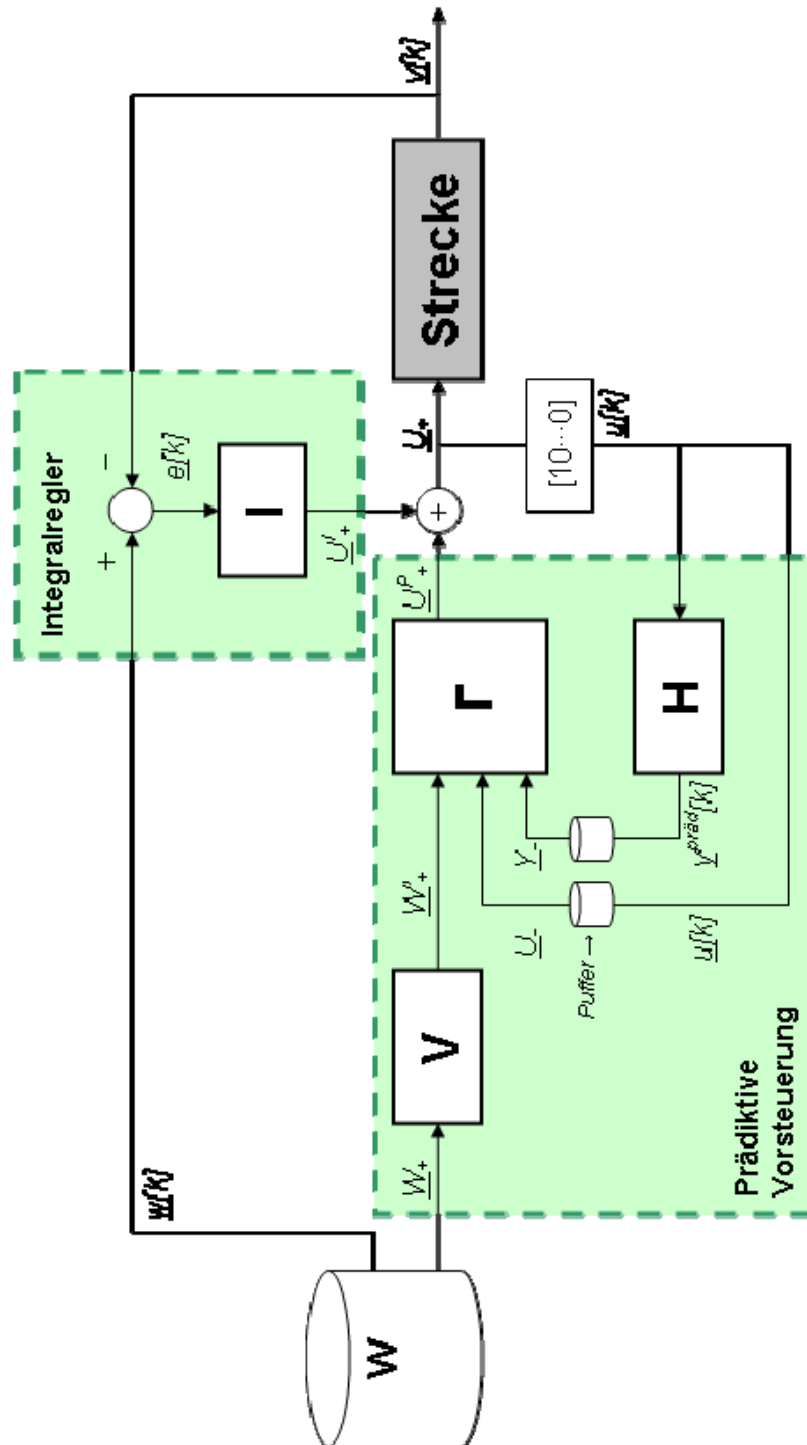 Integralregler
w[k]
+
−
e[k]
I
U^I_+
W
W_+
V
W'_+
Γ
U^P_+
+
U_+
Strecke
y[k]
[10···0]
u[k]
H
U_-
Y_-
Puffer →
u[k]
y^präd[k]
Prädiktive
Vorsteuerung